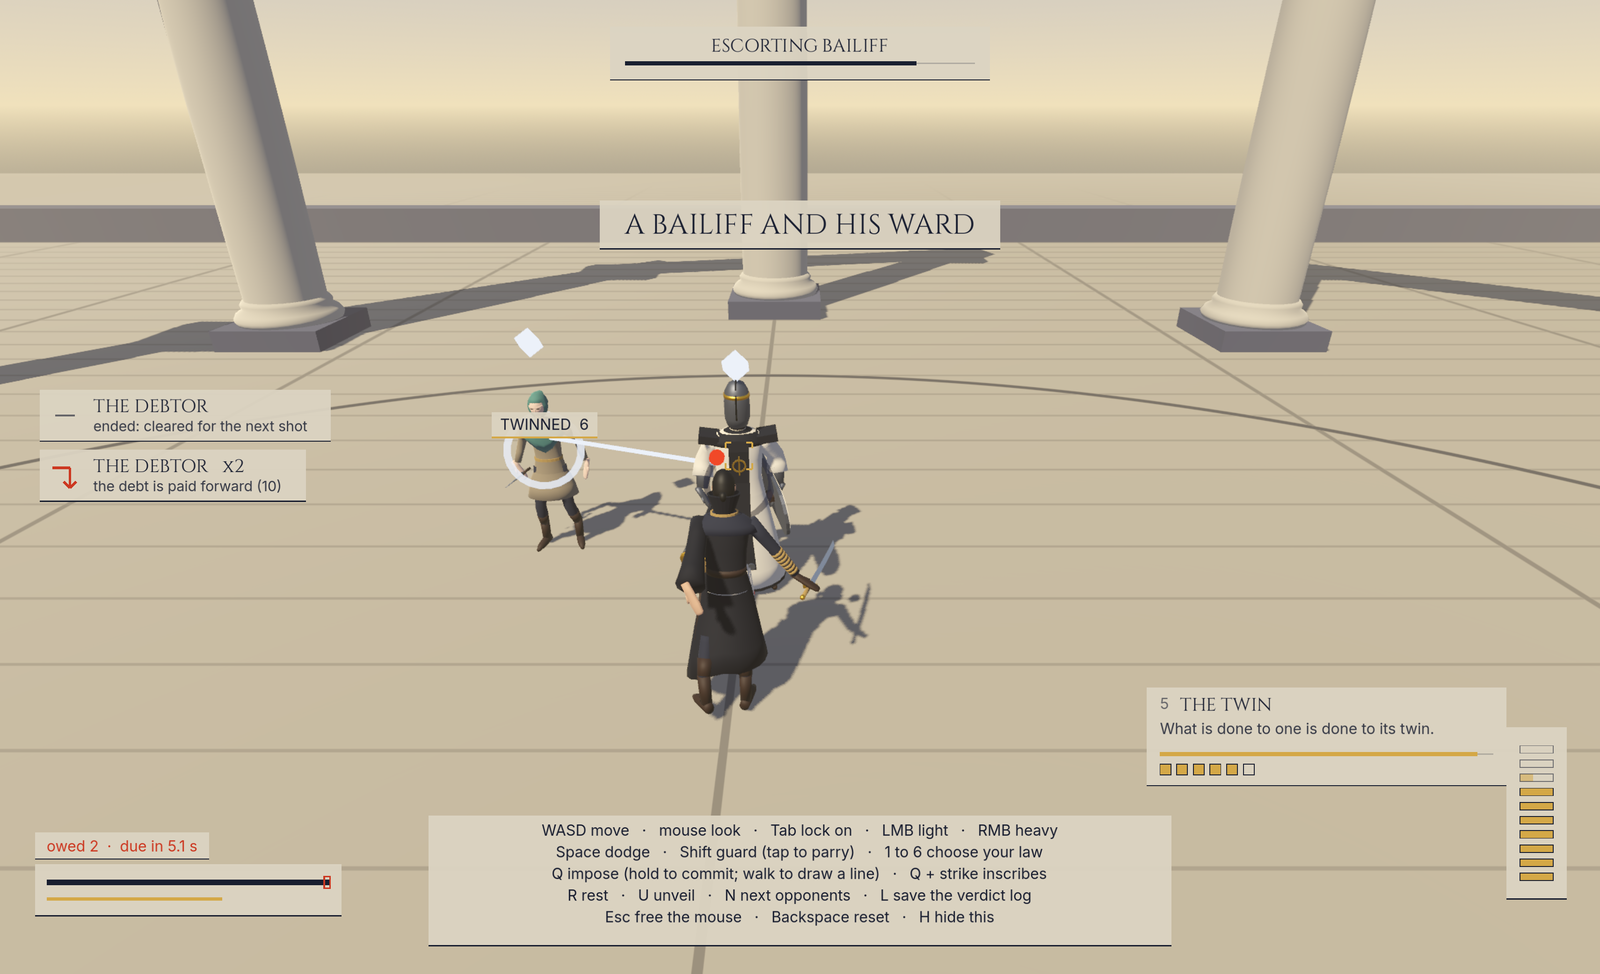 ESCORTING BAILIFF
A BAILIFF AND HIS WARD
THE DEBTOR
ended: cleared for the next shot
THE DEBTOR X2
the debt is paid forward (10)
TWINNED 6
5 THE TWIN
What is done to one is done to its twin.
owed 2 · due in 5.1 s
WASD move · mouse look · Tab lock on · LMB light · RMB heavy
Space dodge · Shift guard (tap to parry) · 1 to 6 choose your law
Q impose (hold to commit; walk to draw a line) · Q + strike inscribes
R rest · U unveil · N next opponents · L save the verdict log
Esc free the mouse · Backspace reset · H hide this